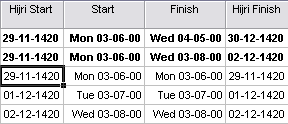 Hijri Start Start Finish Hijri Finish
29-11-1420 Mon 03-06-00 Wed 04-05-00 30-12-1420
29-11-1420 Mon 03-06-00 Wed 03-08-00 02-12-1420
29-11-1420 Mon 03-06-00 Mon 03-06-00 29-11-1420
01-12-1420 Tue 03-07-00 Tue 03-07-00 01-12-1420
02-12-1420 Wed 03-08-00 Wed 03-08-00 02-12-1420